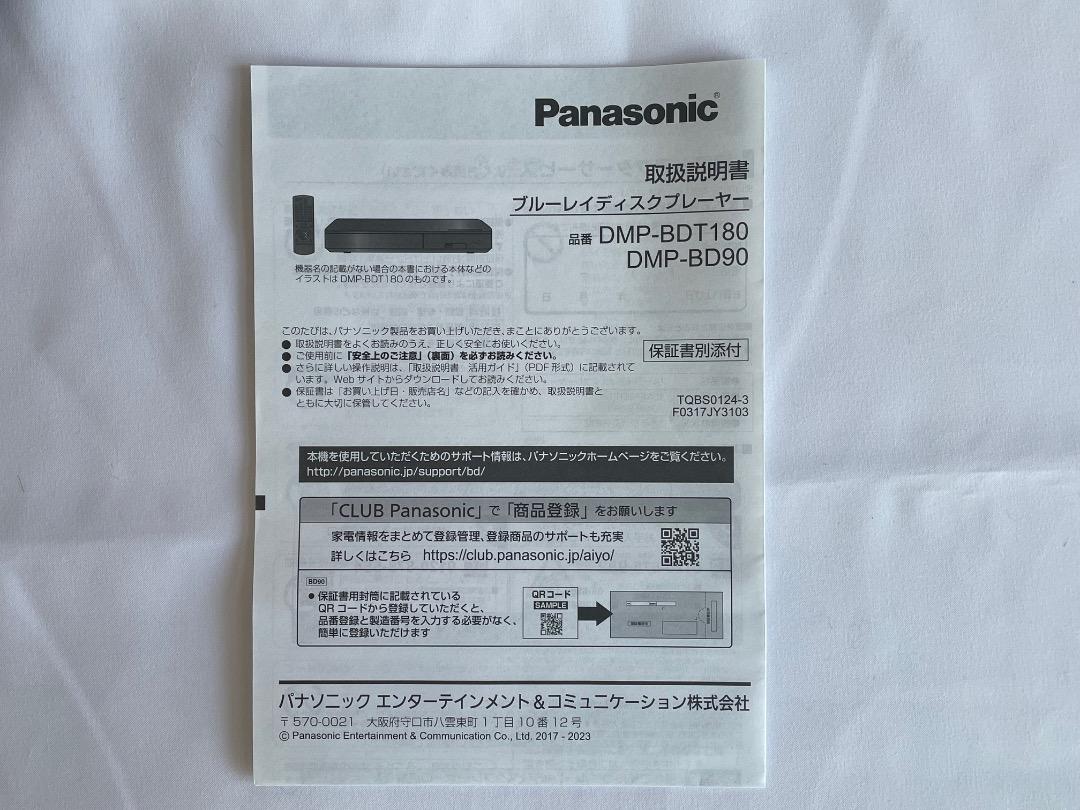 Panasonic®
取扱説明書
ブルーレイディスクプレーヤー
品番 DMP-BDT180
DMP-BD90
機器名の記載がない場合の本書における本体などの
イラストは DMP-BDT180 のものです。
このたびは、パナソニック製品をお買い上げいただき、まことにありがとうございます。
● 取扱説明書をよくお読みのうえ、正しく安全にお使いください。
● ご使用前に「安全上のご注意」(裏面)を必ずお読みください。
● さらに詳しい操作説明は、「取扱説明書 活用ガイド」(PDF 形式)に記載されて
います。Web サイトからダウンロードしてお読みください。
● 保証書は「お買い上げ日・販売店名」などの記入を確かめ、取扱説明書と
ともに大切に保管してください。
保証書別添付
TQBS0124-3
F0317JY3103
本機を使用していただくためのサポート情報は、パナソニックホームページをご覧ください。
http://panasonic.jp/support/bd/
「CLUB Panasonic」で「商品登録」をお願いします
家電情報をまとめて登録管理、登録商品のサポートも充実
詳しくはこちら https://club.panasonic.jp/aiyo/
BD90
● 保証書用封筒に記載されている
QR コードから登録していただくと、
品番登録と製造番号を入力する必要がなく、
簡単に登録いただけます
QRコード
SAMPLE
パナソニック エンターテインメント&コミュニケーション株式会社
〒570-0021 大阪府守口市八雲東町1丁目10番12号
© Panasonic Entertainment & Communication Co., Ltd. 2017 - 2023